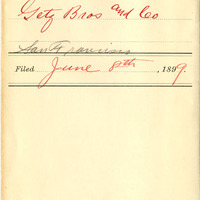 Getz Bros and Co
San Francisco
Filed June 8th, 1899.